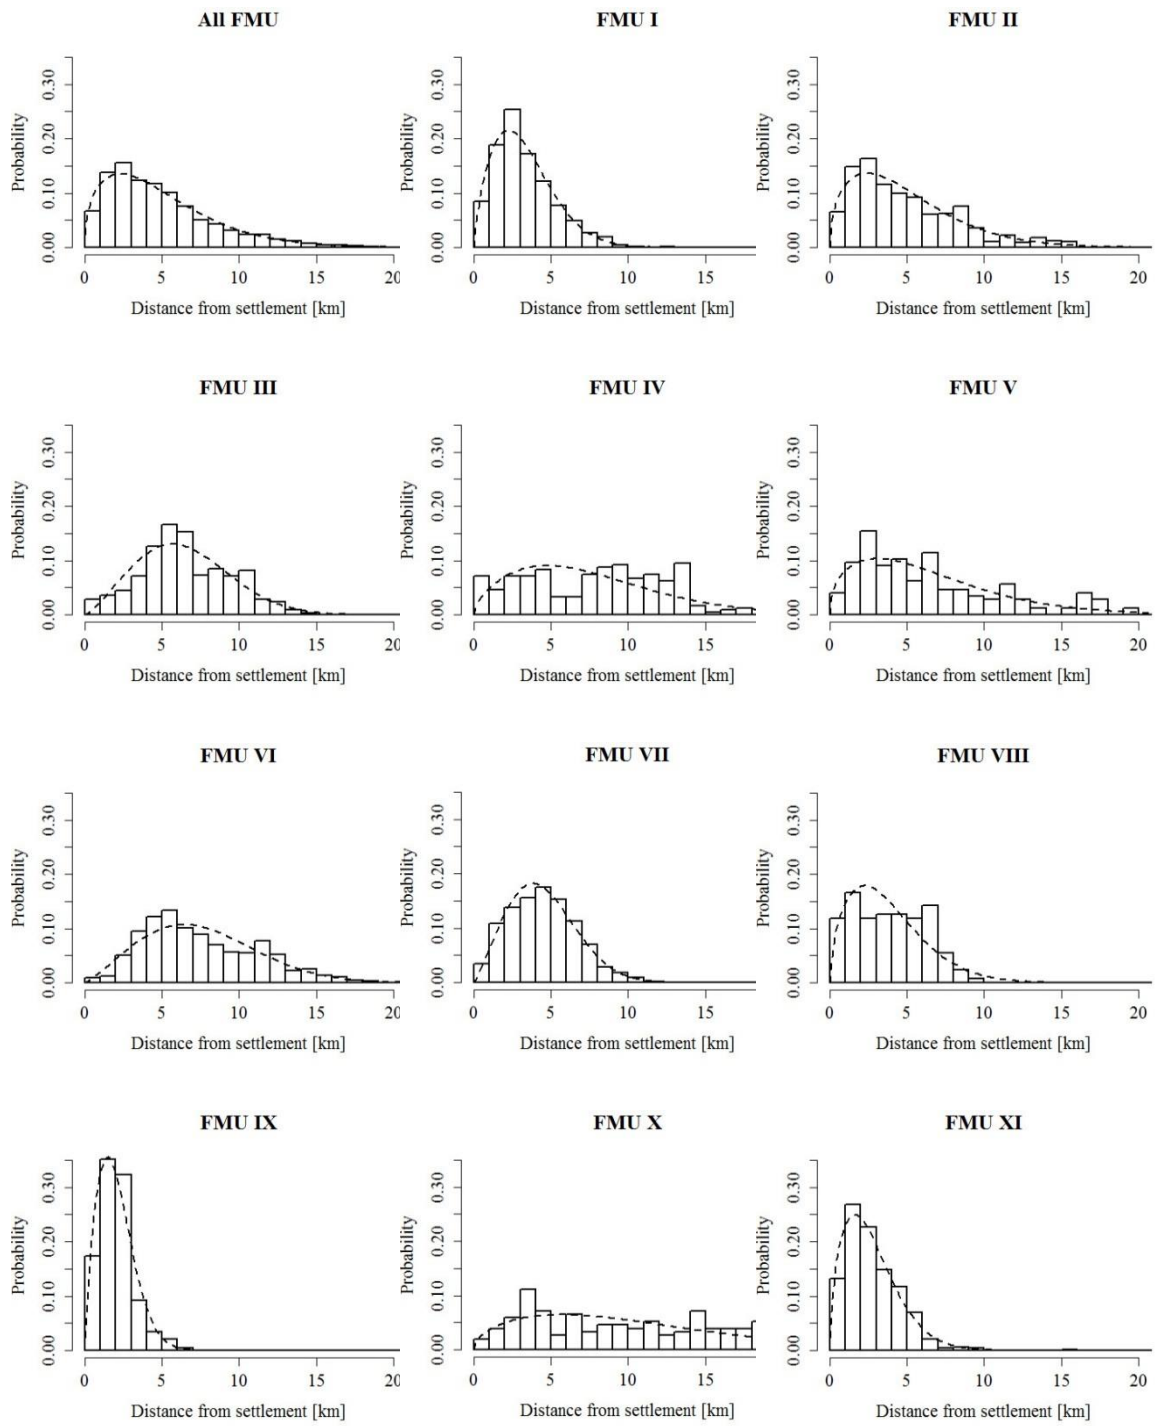 All FMU FMU I FMU II
Probability Probability Probability
0.30 0.30 0.30
0.20 0.20 0.20
0.10 0.10 0.10
0.00 0.00 0.00
0 5 10 15 20 0 5 10 15 0 5 10 15 20
Distance from settlement [km] Distance from settlement [km] Distance from settlement [km]
FMU III FMU IV FMU V
Probability Probability Probability
0.30 0.30 0.30
0.20 0.20 0.20
0.10 0.10 0.10
0.00 0.00 0.00
0 5 10 15 20 0 5 10 15 0 5 10 15 20
Distance from settlement [km] Distance from settlement [km] Distance from settlement [km]
FMU VI FMU VII FMU VIII
Probability Probability Probability
0.30 0.30 0.30
0.20 0.20 0.20
0.10 0.10 0.10
0.00 0.00 0.00
0 5 10 15 20 0 5 10 15 0 5 10 15 20
Distance from settlement [km] Distance from settlement [km] Distance from settlement [km]
FMU IX FMU X FMU XI
Probability Probability Probability
0.30 0.30 0.30
0.20 0.20 0.20
0.10 0.10 0.10
0.00 0.00 0.00
0 5 10 15 20 0 5 10 15 0 5 10 15 20
Distance from settlement [km] Distance from settlement [km] Distance from settlement [km]